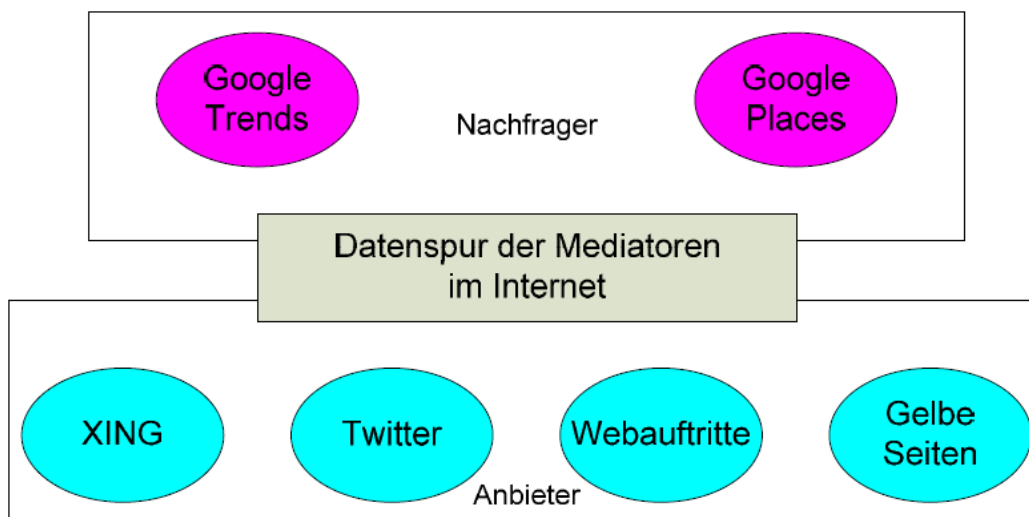 Google
Trends
Google
Places
Nachfrager
Datenspur der Mediatoren
im Internet
XING
Twitter
Webauftritte
Gelbe
Seiten
Anbieter